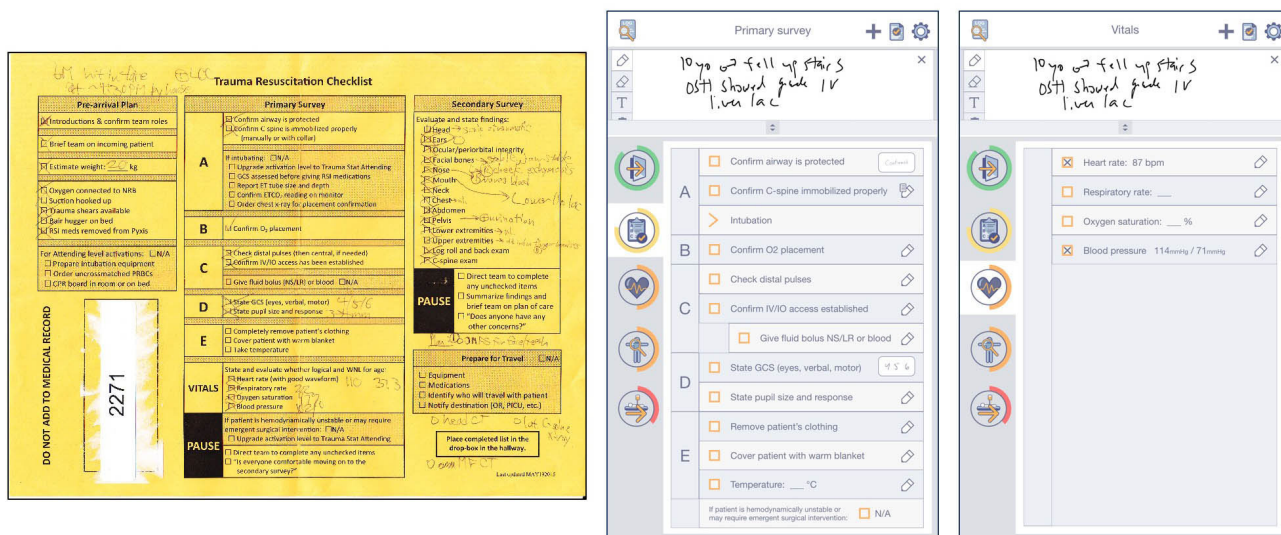 Trauma Resuscitation Checklist
Pre-arrival Plan
Introductions & confirm team roles
Brief team on incoming patient
Estimate weight: 20 kg
Oxygen connected to NRB
Suction hooked up
Trauma shears available
Bair hugger on bed
RSI meds removed from Pyxis
For Attending level activations: N/A
Prepare intubation equipment
Order uncrossmatched PRBCs
CPR board in room or on bed
DO NOT ADD TO MEDICAL RECORD
2271
Primary Survey
A
Confirm airway is protected
Confirm C spine is immobilized properly
(manually or with collar)
If intubating: N/A
Upgrade activation level to Trauma Stat Attending
GCS assessed before giving RSI medications
Report ET tube size and depth
Confirm ETCO₂ reading on monitor
Order chest x-ray for placement confirmation
B
Confirm O₂ placement
C
Check distal pulses (then central, if needed)
Confirm IV/IO access has been established
Give fluid bolus (NS/LR) or blood N/A
D
State GCS (eyes, verbal, motor) 4/5/6
State pupil size and response
E
Completely remove patient's clothing
Cover patient with warm blanket
Take temperature
VITALS
State and evaluate whether logical and WNL for age:
Heart rate (with good waveform) 110
Respiratory rate
Oxygen saturation
Blood pressure
PAUSE
If patient is hemodynamically unstable or may require
emergent surgical intervention: N/A
Upgrade activation level to Trauma Stat Attending
Direct team to complete any unchecked items
"Is everyone comfortable moving on to the
secondary survey?"
Secondary Survey
Evaluate and state findings:
Head
Ears
Ocular/periorbital integrity
Facial bones
Nose
Mouth
Neck
Chest
Abdomen
Pelvis
Lower extremities
Upper extremities
Log roll and back exam
C-spine exam
PAUSE
Direct team to complete
any unchecked items
Summarize findings and
brief team on plan of care
"Does anyone have any
other concerns?"
Prepare for Travel N/A
Equipment
Medications
Identify who will travel with patient
Notify destination (OR, PICU, etc.)
head CT
Place completed list in the
drop-box in the hallway.
Primary survey
10 yo fell up stairs
OSH showed grade IV
liver lac
T
A
Confirm airway is protected
Confirm C-spine immobilized properly
Intubation
B
Confirm O2 placement
C
Check distal pulses
Confirm IV/IO access established
Give fluid bolus NS/LR or blood
D
State GCS (eyes, verbal, motor) 4 5 6
State pupil size and response
E
Remove patient's clothing
Cover patient with warm blanket
Temperature: __ °C
If patient is hemodynamically unstable or
may require emergent surgical intervention: N/A
Vitals
10 yo fell up stairs
OSH showed grade IV
liver lac
T
Heart rate: 87 bpm
Respiratory rate: __
Oxygen saturation: __ %
Blood pressure 114mmHg / 71mmHg